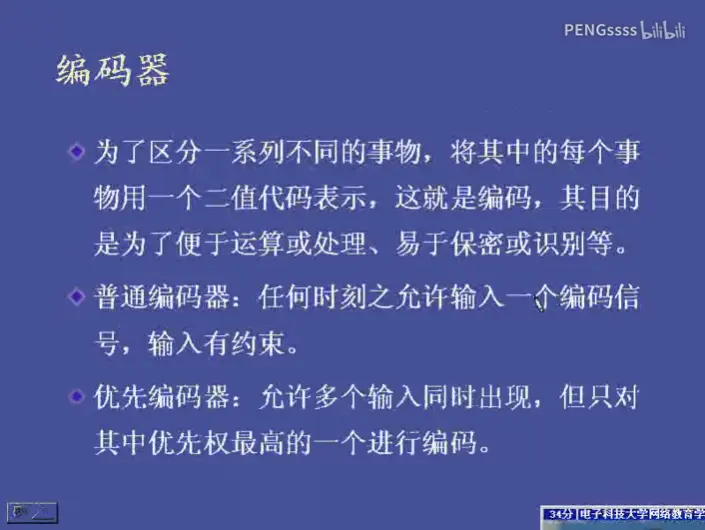 PENGssss bilibili
编码器
为了区分一系列不同的事物，将其中的每个事
物用一个二值代码表示，这就是编码，其目的
是为了便于运算或处理、易于保密或识别等。
普通编码器：任何时刻之允许输入一个编码信
号，输入有约束。
优先编码器：允许多个输入同时出现，但只对
其中优先权最高的一个进行编码。
34分 电子科技大学网络教育学